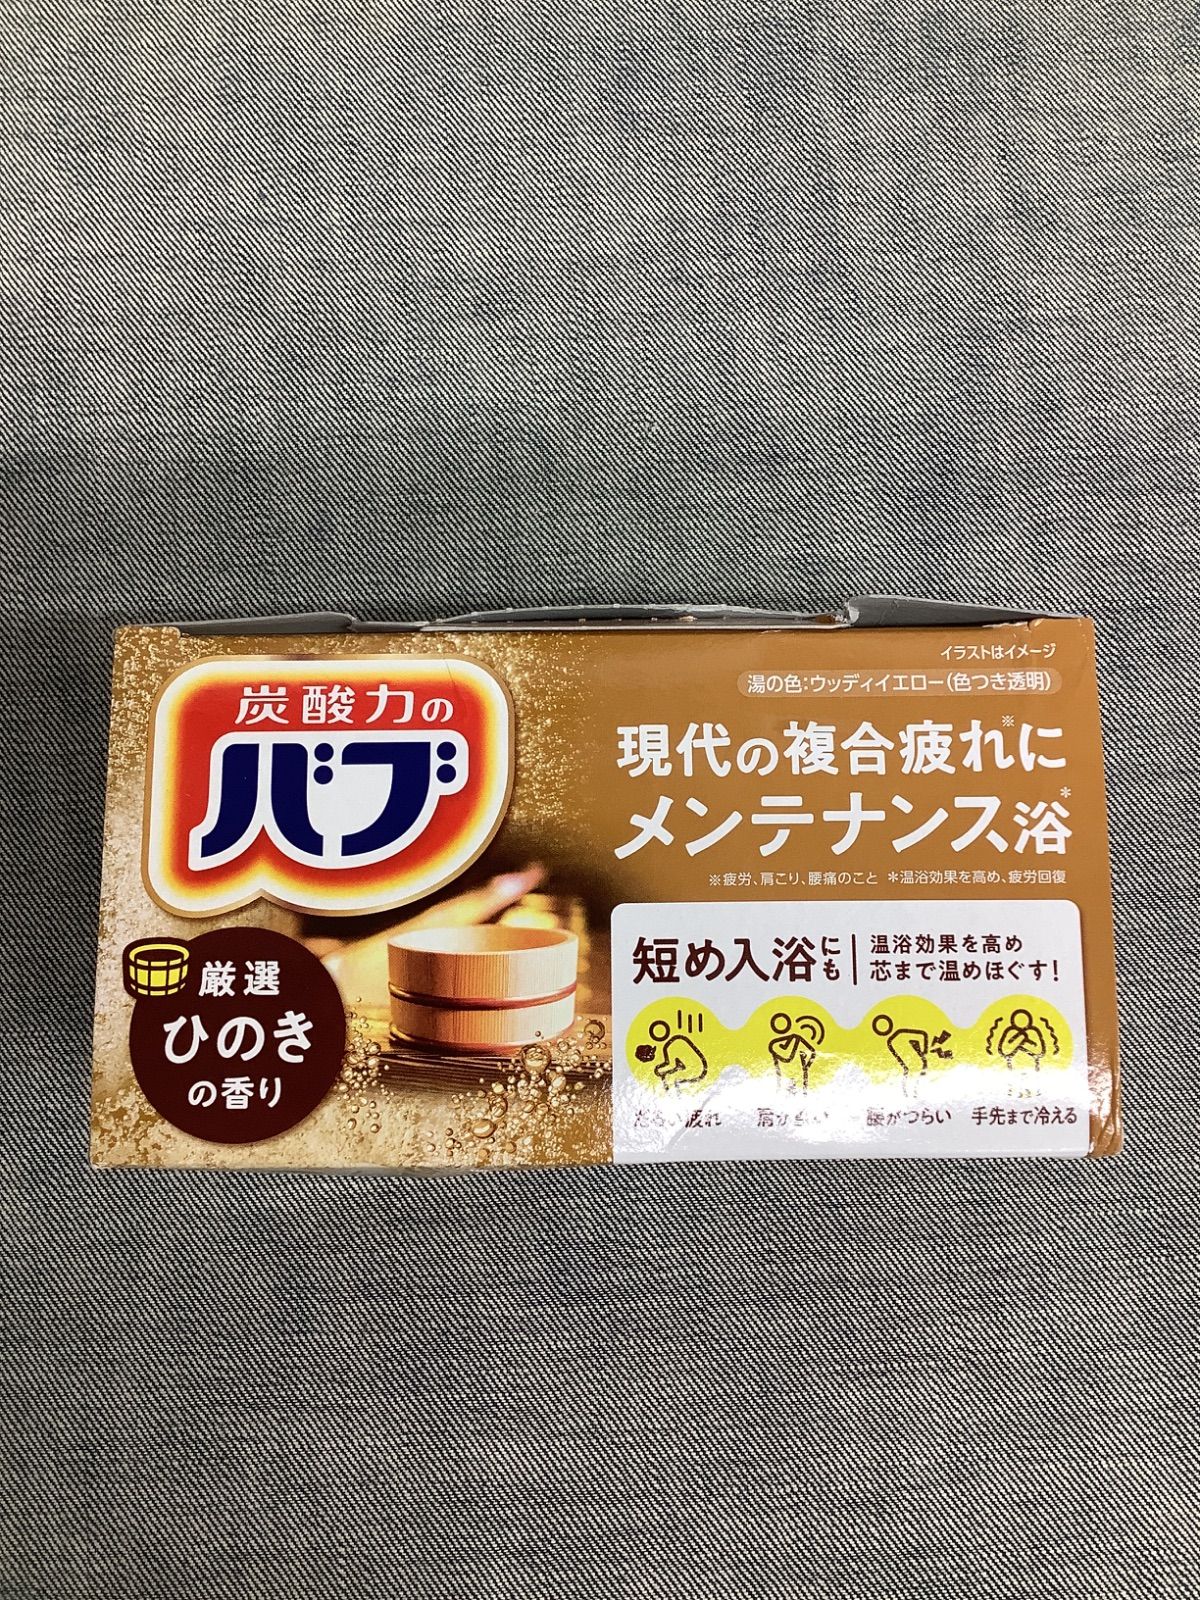 イラストはイメージ
湯の色:ウッディイエロー(色つき透明)
炭酸力の
バブ
現代の複合疲れ※に
メンテナンス浴*
※疲労、肩こり、腰痛のこと *温浴効果を高め、疲労回復
厳選
ひのき
の香り
短め入浴にも
温浴効果を高め
芯まで温めほぐす!
疲れ
腰がつらい
手先まで冷える